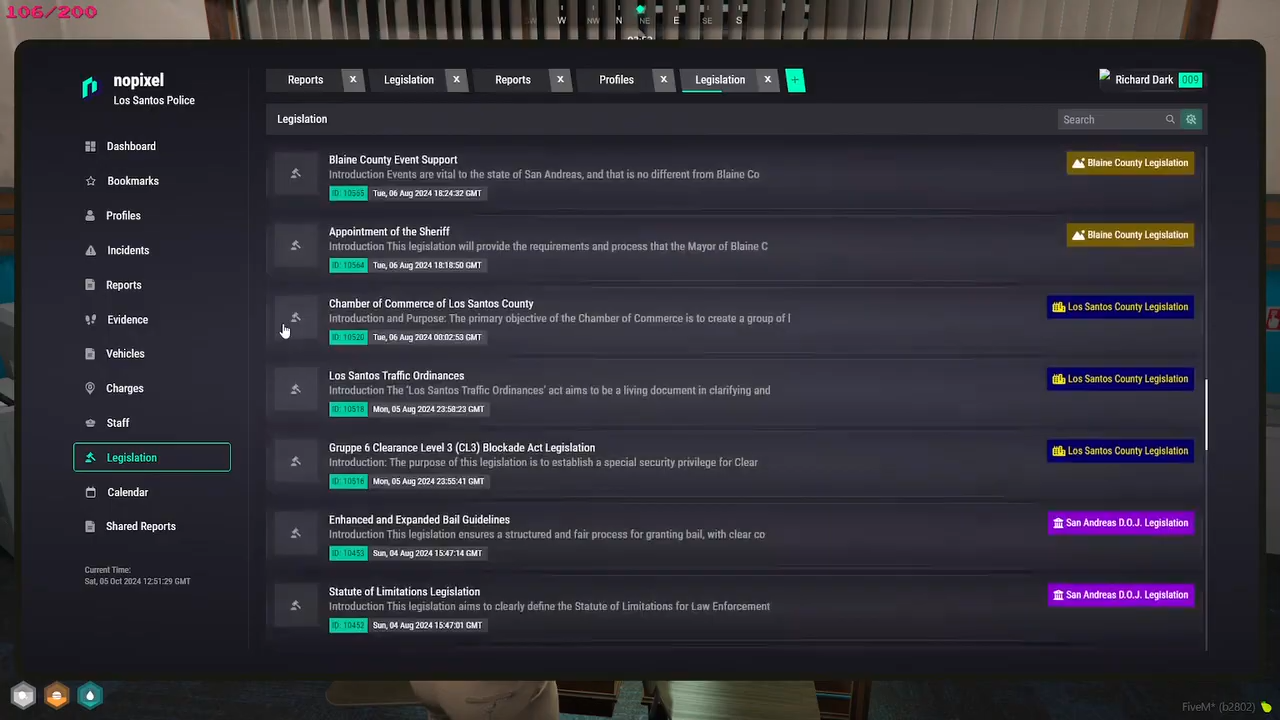 106/200
SW W NW N NE E SE S
nopixel
Los Santos Police
Reports x Legislation x Reports x Profiles x Legislation x +
Richard Dark 009
Legislation
Search
Dashboard
Bookmarks
Profiles
Incidents
Reports
Evidence
Vehicles
Charges
Staff
Legislation
Calendar
Shared Reports
Current Time:
Sat, 05 Oct 2024 12:51:29 GMT
Blaine County Event Support
Introduction Events are vital to the state of San Andreas, and that is no different from Blaine Co
ID: 10565 Tue, 06 Aug 2024 18:24:32 GMT
Blaine County Legislation
Appointment of the Sheriff
Introduction This legislation will provide the requirements and process that the Mayor of Blaine C
ID: 10564 Tue, 06 Aug 2024 18:18:50 GMT
Blaine County Legislation
Chamber of Commerce of Los Santos County
Introduction and Purpose: The primary objective of the Chamber of Commerce is to create a group of l
ID: 10520 Tue, 06 Aug 2024 00:02:53 GMT
Los Santos County Legislation
Los Santos Traffic Ordinances
Introduction The 'Los Santos Traffic Ordinances' act aims to be a living document in clarifying and
ID: 10518 Mon, 05 Aug 2024 23:58:23 GMT
Los Santos County Legislation
Gruppe 6 Clearance Level 3 (CL3) Blockade Act Legislation
Introduction: The purpose of this legislation is to establish a special security privilege for Clear
ID: 10516 Mon, 05 Aug 2024 23:55:41 GMT
Los Santos County Legislation
Enhanced and Expanded Bail Guidelines
Introduction This legislation ensures a structured and fair process for granting bail, with clear co
ID: 10453 Sun, 04 Aug 2024 15:47:14 GMT
San Andreas D.O.J. Legislation
Statute of Limitations Legislation
Introduction This legislation aims to clearly define the Statute of Limitations for Law Enforcement
ID: 10452 Sun, 04 Aug 2024 15:47:01 GMT
San Andreas D.O.J. Legislation
FiveM* (b2802)